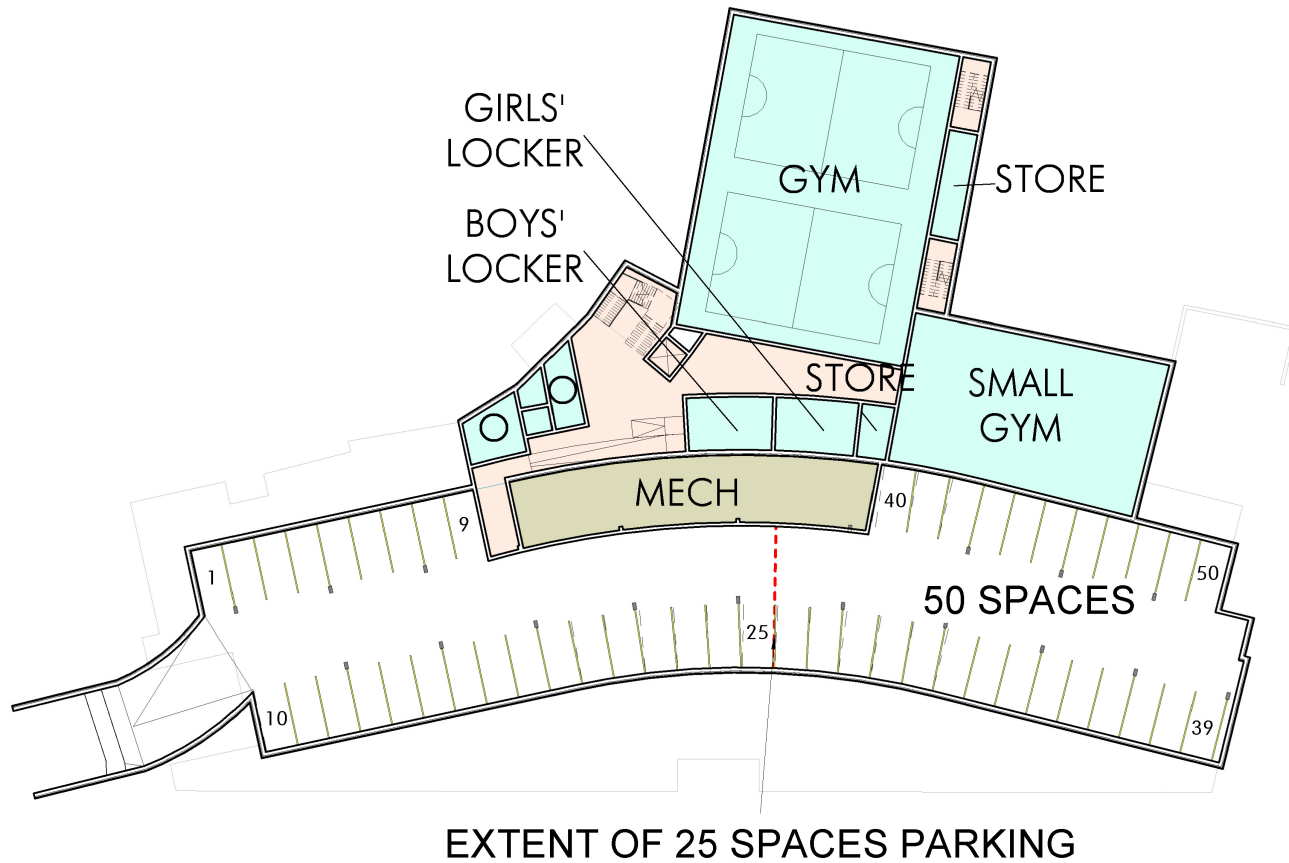 GIRLS'
LOCKER
GYM
STORE
BOYS'
LOCKER
STORE
SMALL
GYM
MECH
40
9
1
50
50 SPACES
25
10
39
EXTENT OF 25 SPACES PARKING